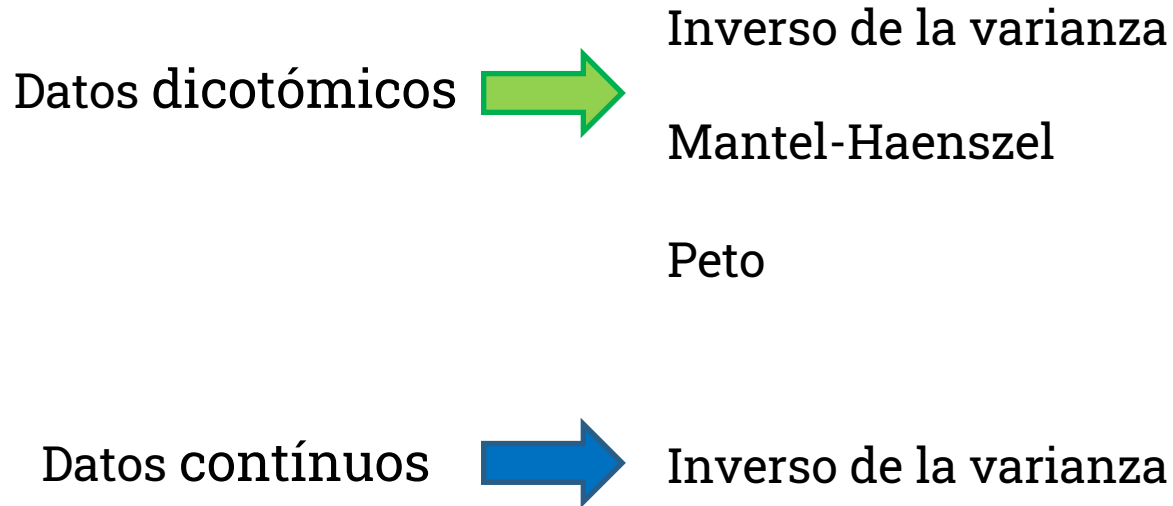 Inverso de la varianza
Datos dicotómicos
Mantel-Haenszel
Peto
Datos contínuos
Inverso de la varianza